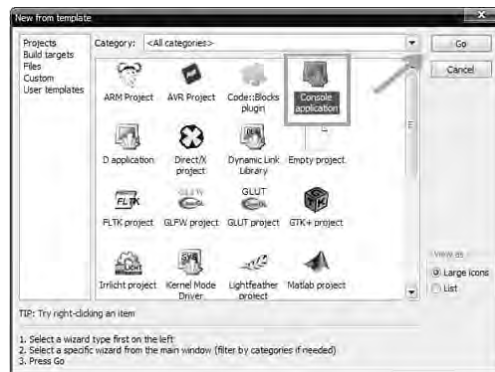 New from template
Projects
Build targets
Files
Custom
User templates
Category: <All categories>
Go
Cancel
ARM Project AVR Project Code::Blocks plugin Console application
D application Direct/X project Dynamic Link Library Empty project
FLTK project GLFW project GLUT project GTK+ project
Irrlicht project Kernel Mode Driver Lightfeather project Matlab project
View as
Large icons
List
TIP: Try right-clicking an item
1. Select a wizard type first on the left
2. Select a specific wizard from the main window (filter by categories if needed)
3. Press Go